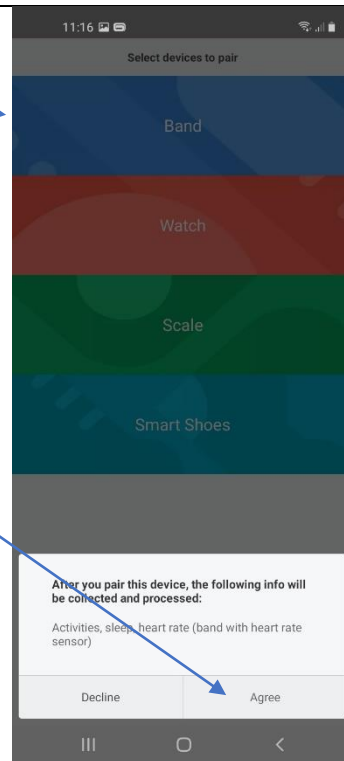 11:16
Select devices to pair
Band
Watch
Scale
Smart Shoes
After you pair this device, the following info will
be collected and processed:
Activities, sleep, heart rate (band with heart rate
sensor)
Decline Agree